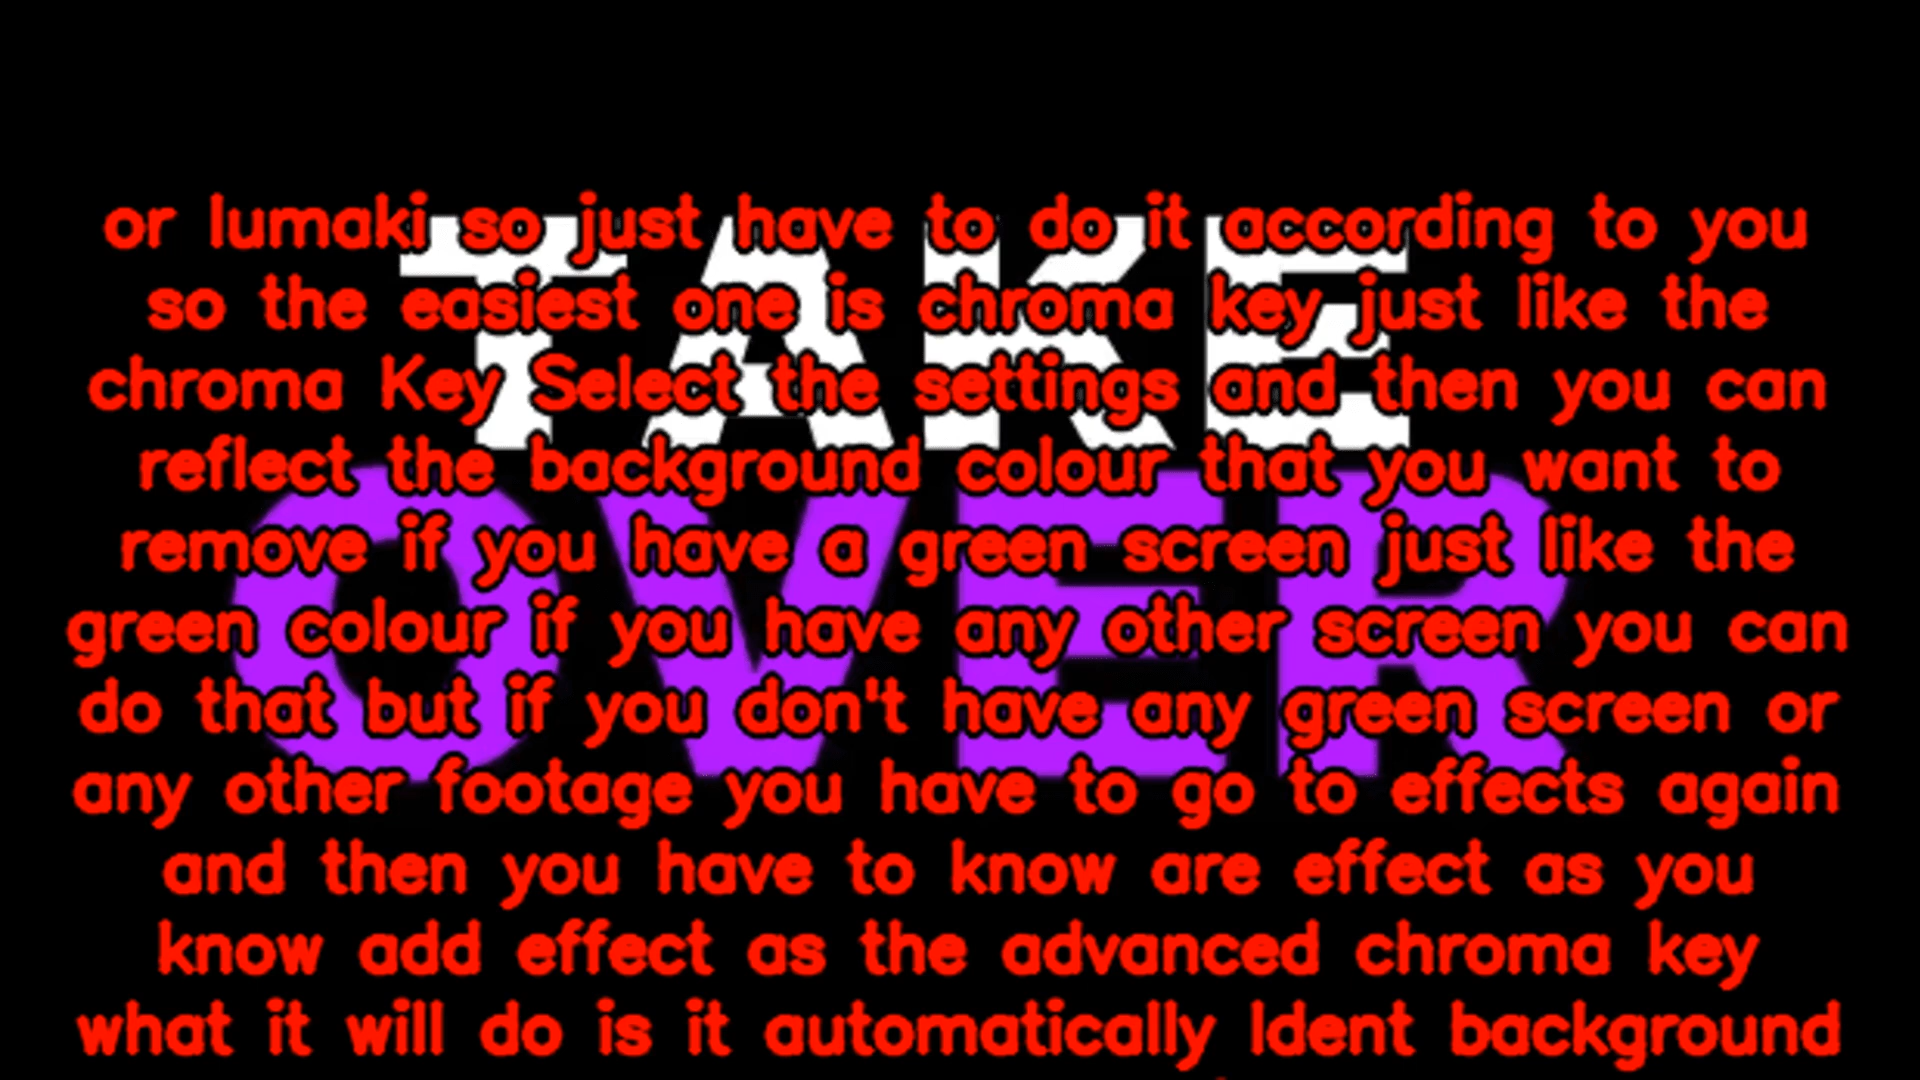 or lumaki so just have to do it according to you
so the easiest one is chroma key just like the
chroma Key Select the settings and then you can
reflect the background colour that you want to
remove if you have a green screen just like the
green colour if you have any other screen you can
do that but if you don't have any green screen or
any other footage you have to go to effects again
and then you have to know are effect as you
know add effect as the advanced chroma key
what it will do is it automatically Ident background
TAKE
OVER